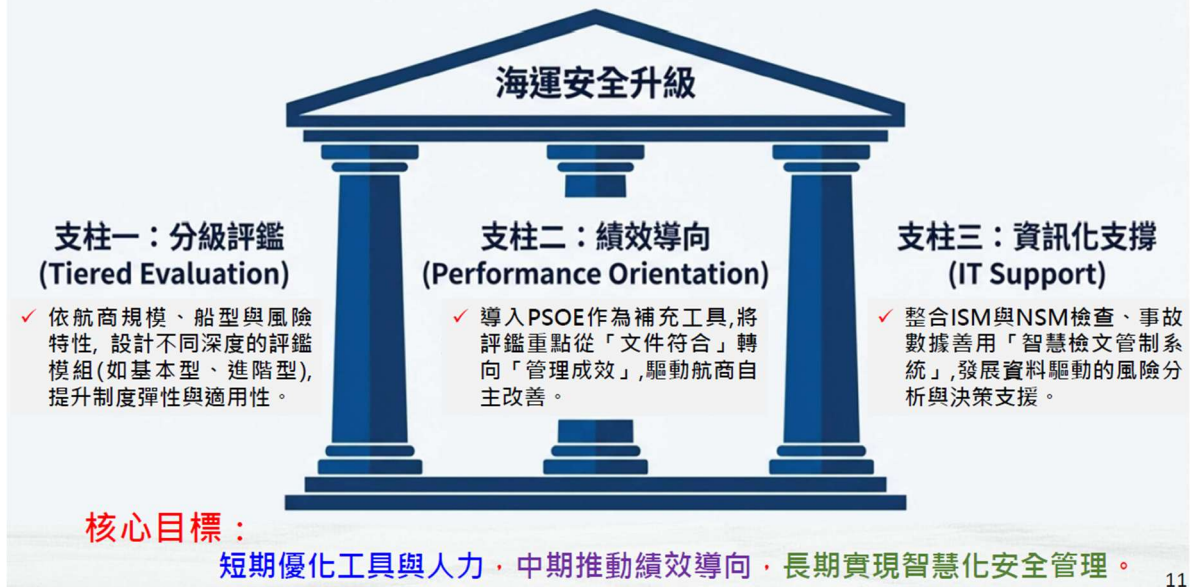 海運安全升級
支柱一：分級評鑑
(Tiered Evaluation)
✓ 依航商規模、船型與風險
特性, 設計不同深度的評鑑
模組(如基本型、進階型),
提升制度彈性與適用性。
支柱二：績效導向
(Performance Orientation)
✓ 導入PSOE作為補充工具,將
評鑑重點從「文件符合」轉
向「管理成效」,驅動航商自
主改善。
支柱三：資訊化支撐
(IT Support)
✓ 整合ISM與NSM檢查、事故
數據善用「智慧檢文管制系
統」,發展資料驅動的風險分
析與決策支援。
核心目標：
短期優化工具與人力，中期推動績效導向，長期實現智慧化安全管理。
11